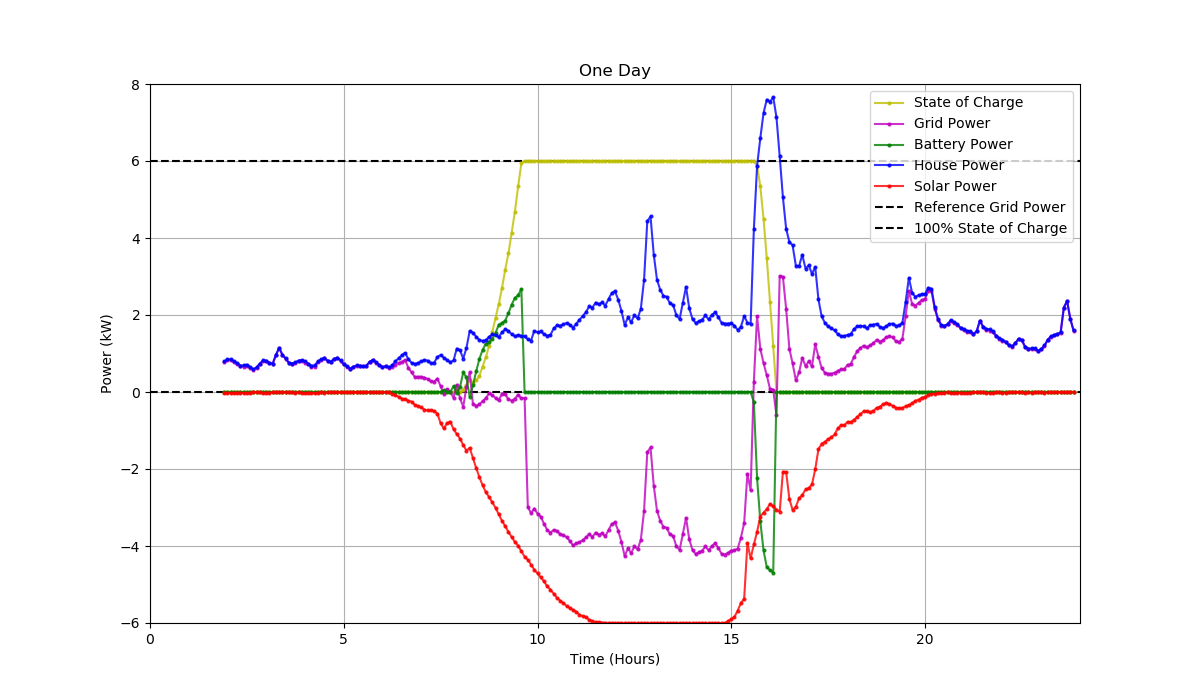 One Day
8
6
4
2
0
−2
−4
−6
Power (kW)
0
5
10
15
20
Time (Hours)
State of Charge
Grid Power
Battery Power
House Power
Solar Power
Reference Grid Power
100% State of Charge